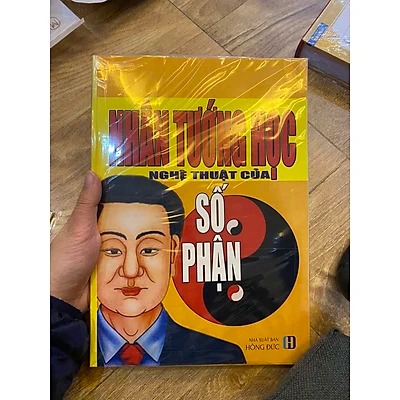 NHÂN TƯỚNG HỌC
NGHỆ THUẬT CỦA
SỐ
PHẬN
NHÀ XUẤT BẢN
HỒNG ĐỨC